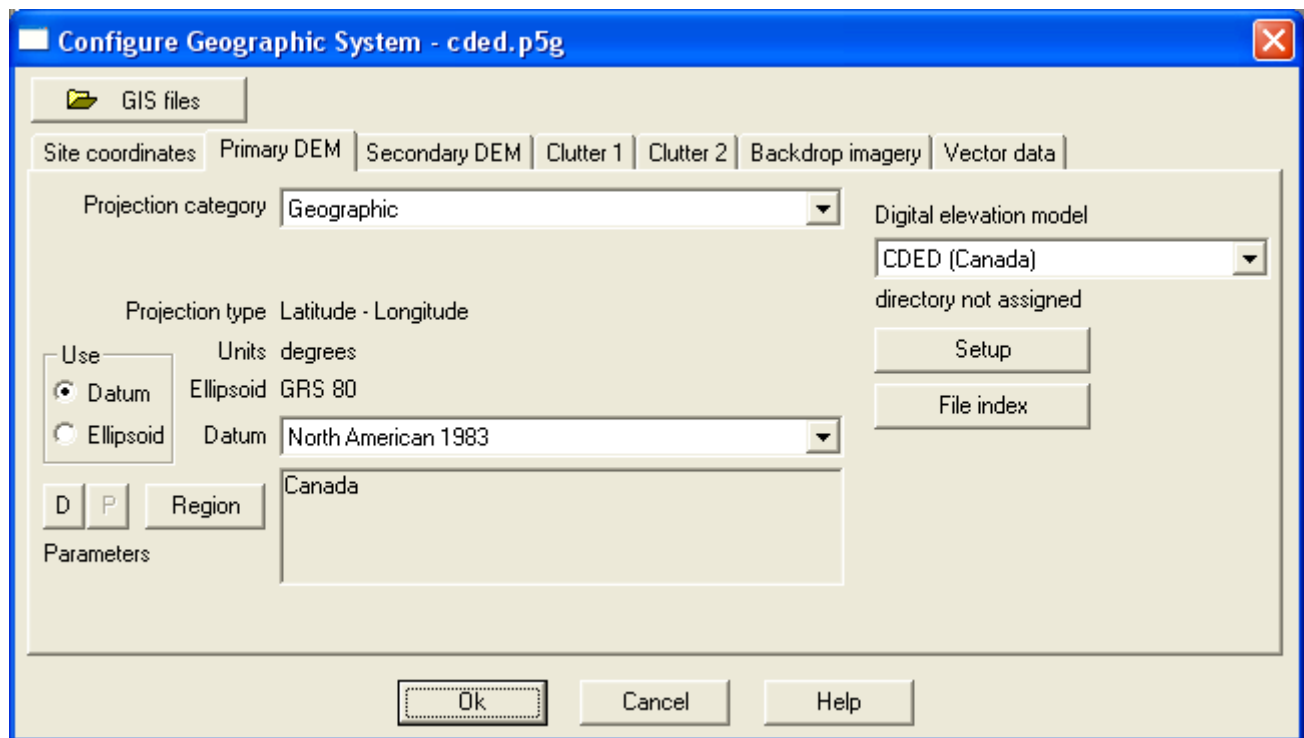 Configure Geographic System - cded.p5g
GIS files
Site coordinates Primary DEM Secondary DEM Clutter 1 Clutter 2 Backdrop imagery Vector data
Projection category Geographic
Digital elevation model
CDED (Canada)
directory not assigned
Setup
File index
Projection type Latitude - Longitude
Use
Datum
Ellipsoid
Units degrees
Ellipsoid GRS 80
Datum North American 1983
D P Region
Canada
Parameters
Ok Cancel Help